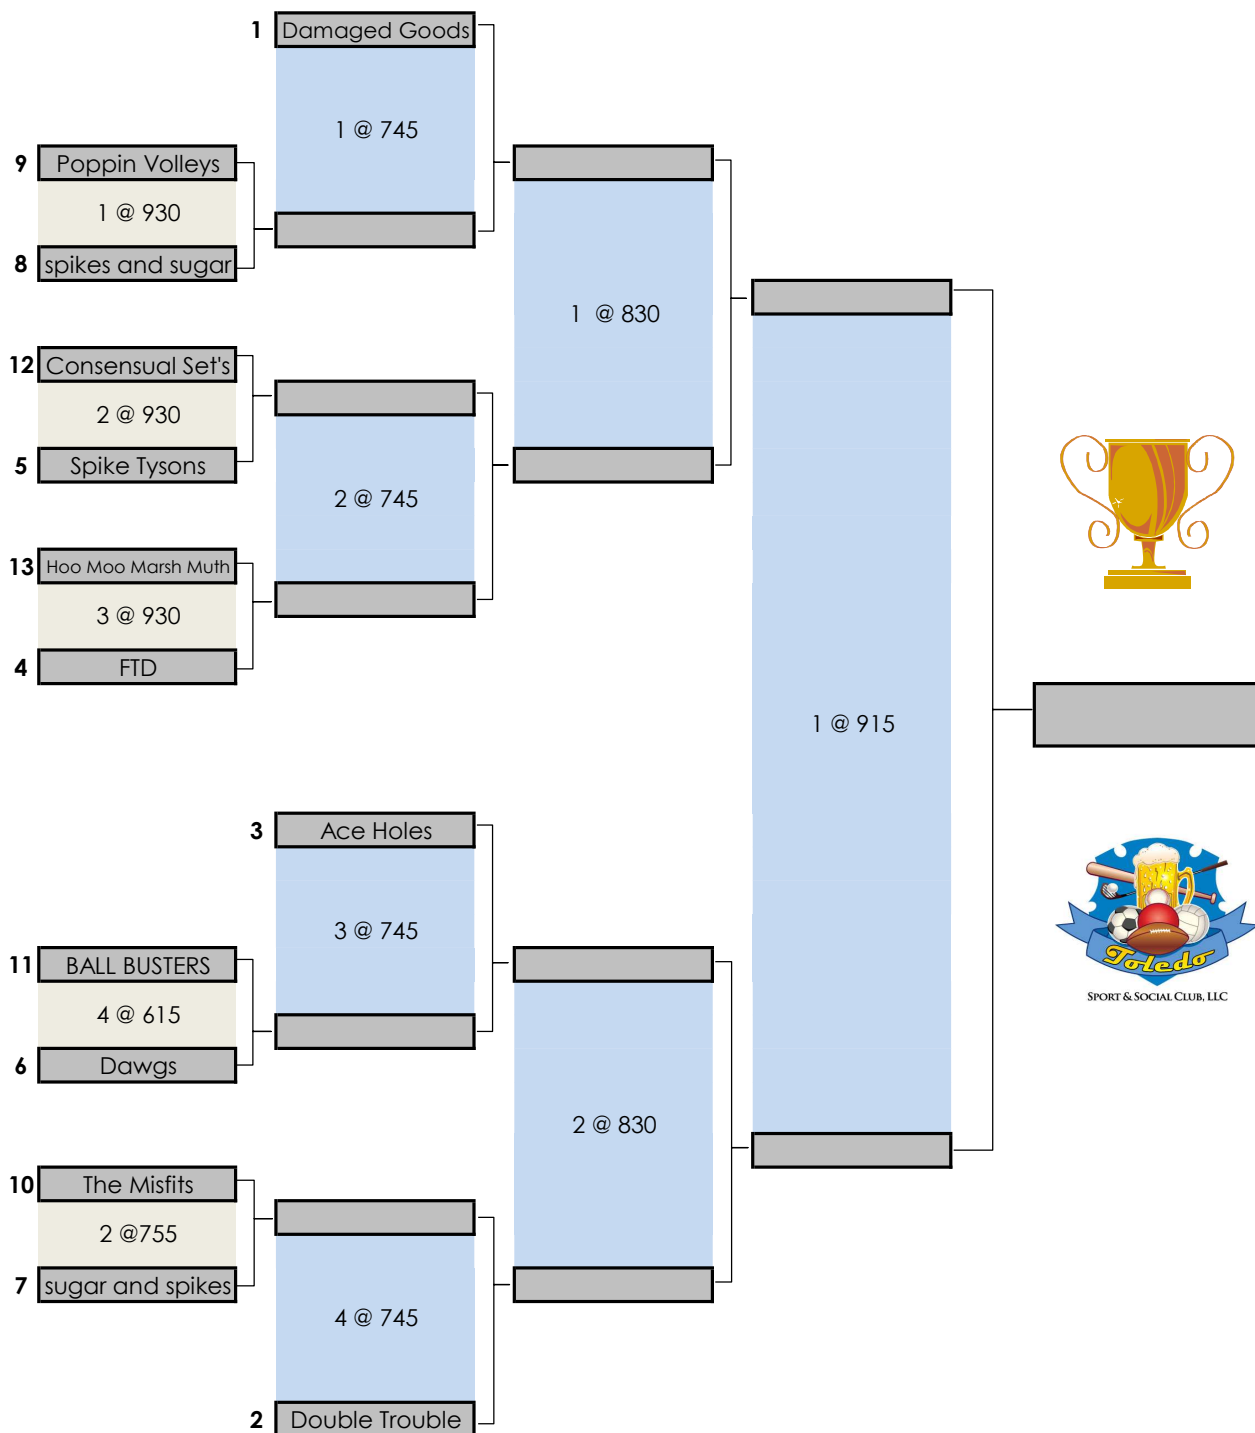 1 Damaged Goods
1 @ 745
9 Poppin Volleys
1 @ 930
8 spikes and sugar
1 @ 830
12 Consensual Set's
2 @ 930
5 Spike Tysons
2 @ 745
13 Hoo Moo Marsh Muth
3 @ 930
4 FTD
1 @ 915
3 Ace Holes
3 @ 745
11 BALL BUSTERS
4 @ 615
6 Dawgs
2 @ 830
10 The Misfits
2 @755
7 sugar and spikes
4 @ 745
2 Double Trouble
Toledo
SPORT & SOCIAL CLUB, LLC